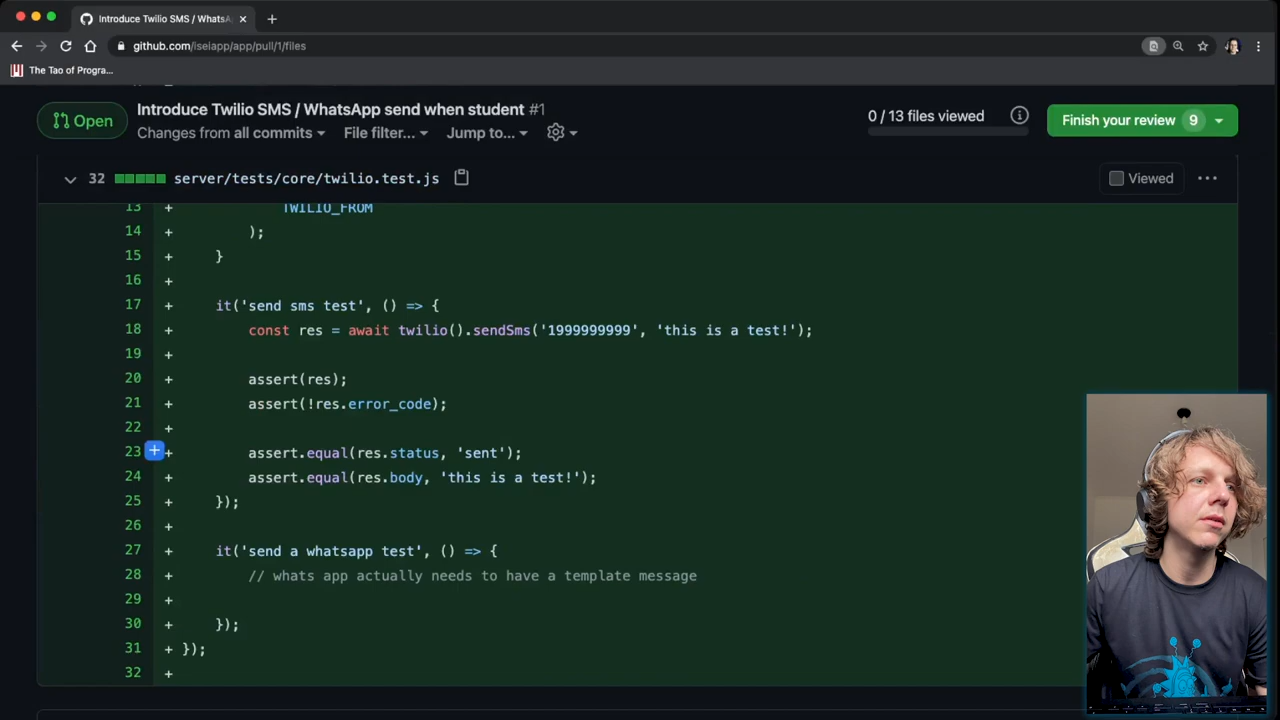 Introduce Twilio SMS / WhatsA
github.com/iseiapp/app/pull/1/files
The Tao of Progra...
Open
Introduce Twilio SMS / WhatsApp send when student #1
Changes from all commits
File filter...
Jump to...
0 / 13 files viewed
Finish your review 9
32 server/tests/core/twilio.test.js
Viewed
13 + TWILIO_FROM
14 + );
15 + }
16 +
17 + it('send sms test', () => {
18 + const res = await twilio().sendSms('1999999999', 'this is a test!');
19 +
20 + assert(res);
21 + assert(!res.error_code);
22 +
23 + assert.equal(res.status, 'sent');
24 + assert.equal(res.body, 'this is a test!');
25 + });
26 +
27 + it('send a whatsapp test', () => {
28 + // whats app actually needs to have a template message
29 +
30 + });
31 + });
32 +